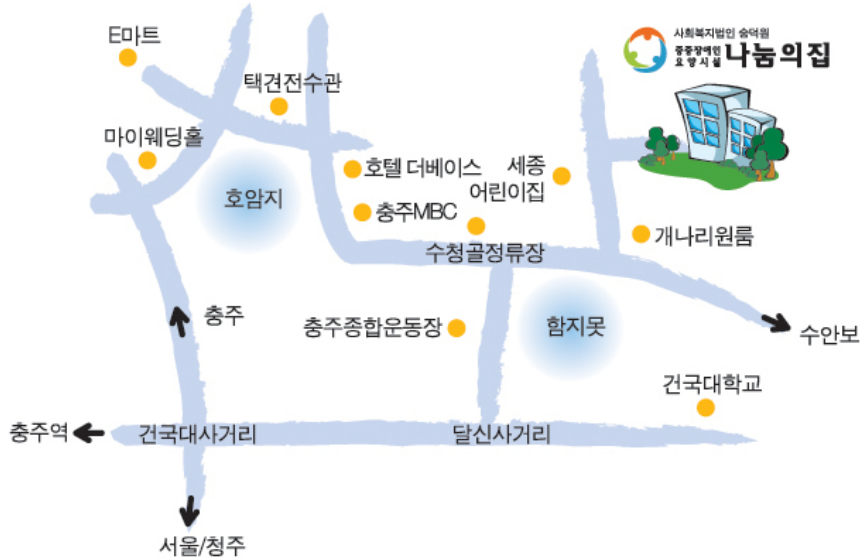 E마트
사회복지법인 숭덕원
중증장애인
요양시설
나눔의집
택견전수관
마이웨딩홀
호텔 더베이스
세종
어린이집
호암지
충주MBC
개나리원룸
수청골정류장
충주
충주종합운동장
함지못
수안보
건국대학교
충주역
건국대사거리
달신사거리
서울/청주